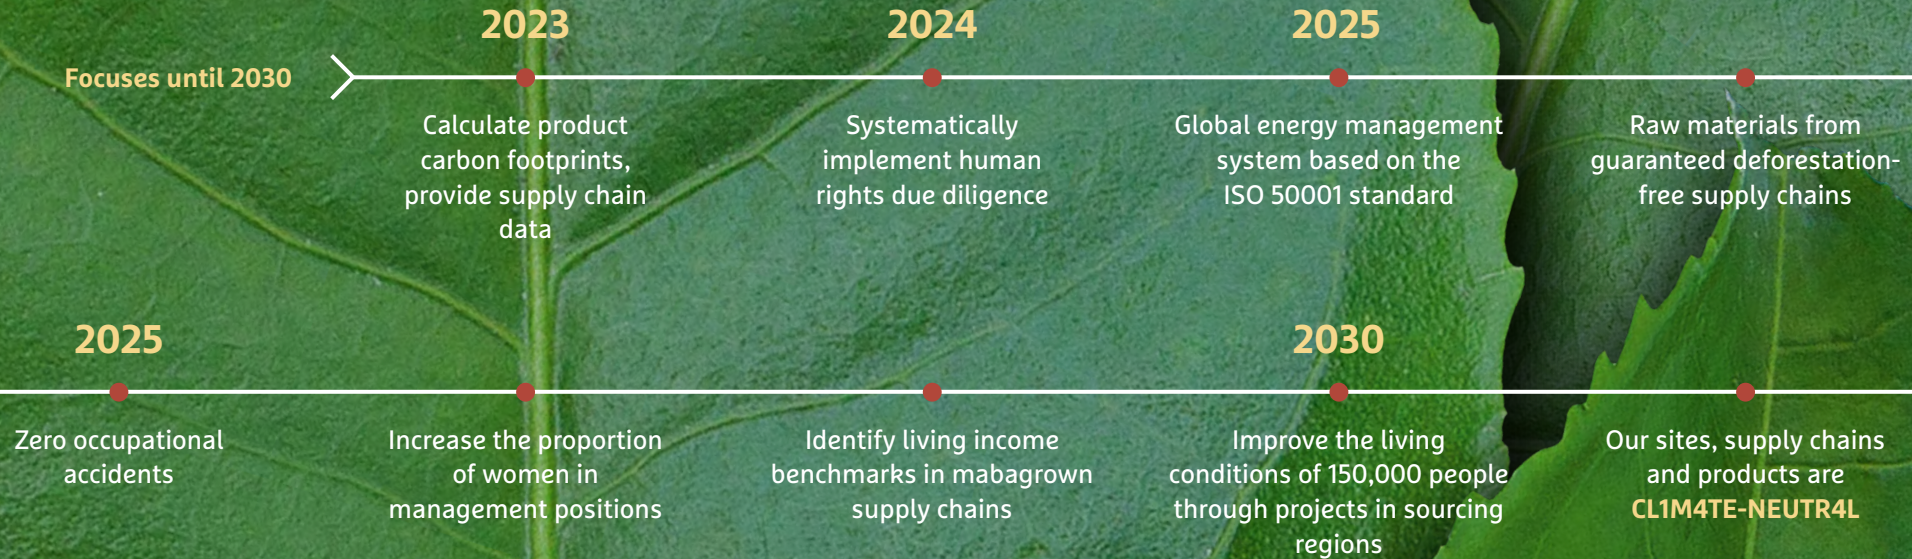 Focuses until 2030
2023
Calculate product
carbon footprints,
provide supply chain
data
2024
Systematically
implement human
rights due diligence
2025
Global energy management
system based on the
ISO 50001 standard
Raw materials from
guaranteed deforestation-
free supply chains
2025
Zero occupational
accidents
Increase the proportion
of women in
management positions
Identify living income
benchmarks in mabagrown
supply chains
2030
Improve the living
conditions of 150,000 people
through projects in sourcing
regions
Our sites, supply chains
and products are
CL1M4TE-NEUTR4L